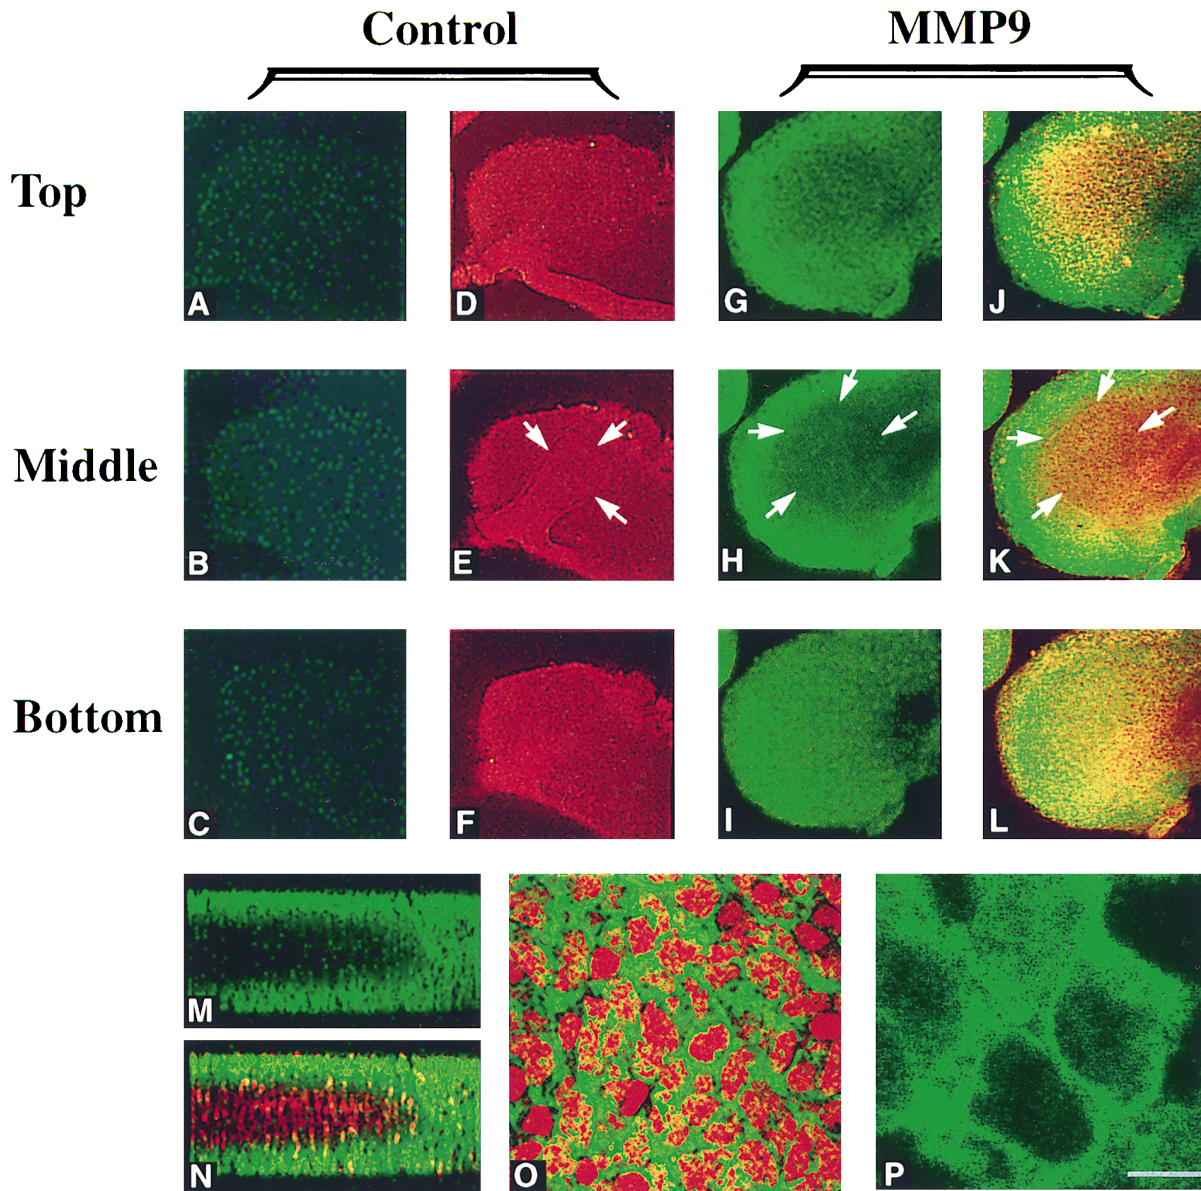 Control MMP9
Top
A D G J
Middle
B E H K
Bottom
C F I L
M
N O P